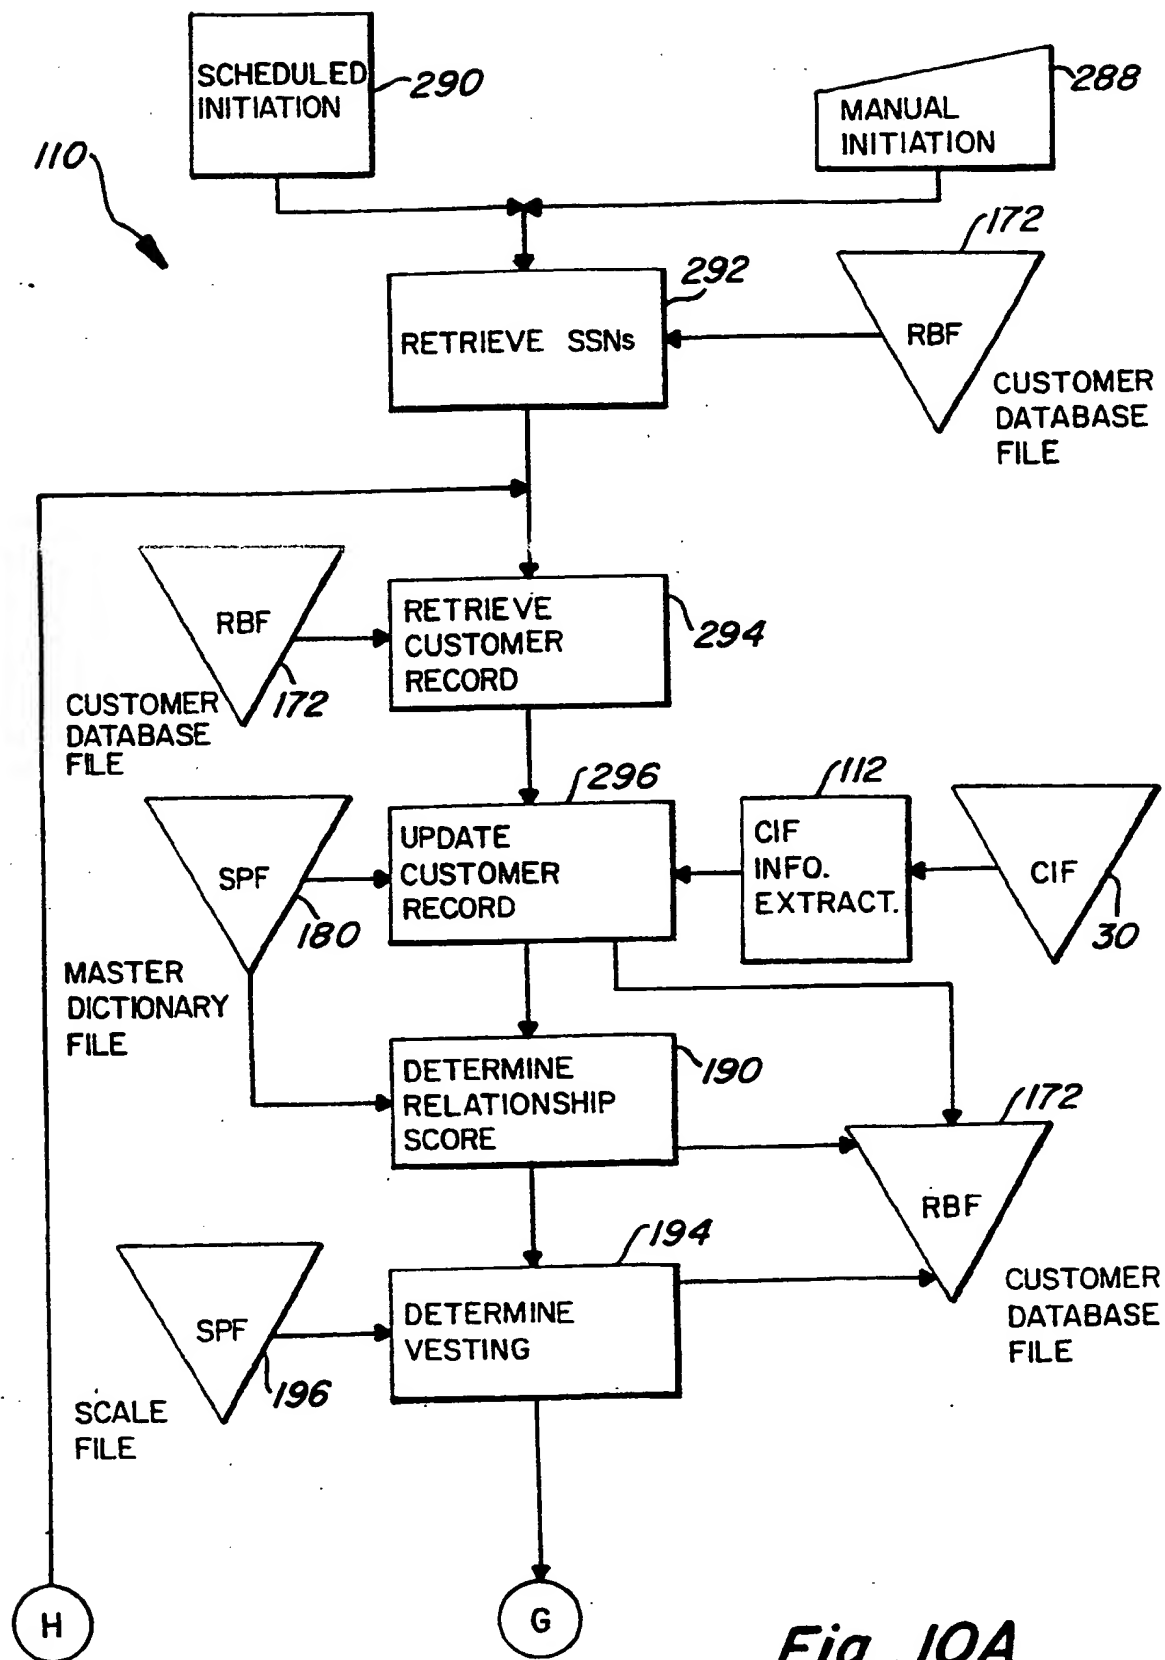 SCHEDULED
INITIATION
290
MANUAL
INITIATION
288
110
172
292
RETRIEVE SSNs
RBF
CUSTOMER
DATABASE
FILE
RBF
172
CUSTOMER
DATABASE
FILE
RETRIEVE
CUSTOMER
RECORD
294
296
112
SPF
180
UPDATE
CUSTOMER
RECORD
CIF
INFO.
EXTRACT.
CIF
30
MASTER
DICTIONARY
FILE
DETERMINE
RELATIONSHIP
SCORE
190
172
RBF
CUSTOMER
DATABASE
FILE
194
SPF
196
SCALE
FILE
DETERMINE
VESTING
H
G
Fig. 10A